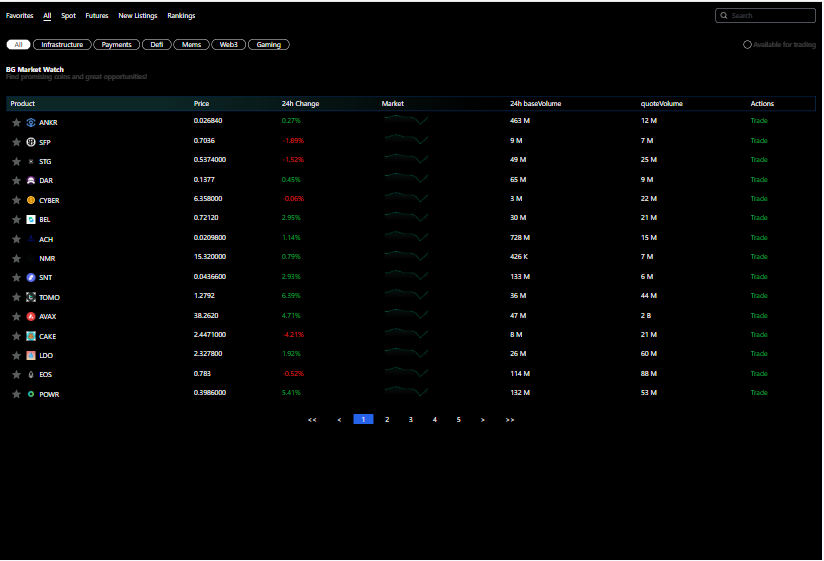 Favorites All Spot Futures New Listings Rankings Search
All Infrastructure Payments Defi Mems Web3 Gaming Available for trading
BG Market Watch
Find promising coins and great opportunities!
Product Price 24h Change Market 24h baseVolume quoteVolume Actions
ANKR 0.026840 0.27% 463 M 12 M Trade
SFP 0.7036 -1.89% 9 M 7 M Trade
STG 0.5374000 -1.52% 49 M 25 M Trade
DAR 0.1377 0.45% 65 M 9 M Trade
CYBER 6.358000 -0.06% 3 M 22 M Trade
BEL 0.72120 2.95% 30 M 21 M Trade
ACH 0.0209800 1.14% 728 M 15 M Trade
NMR 15.320000 0.79% 426 K 7 M Trade
SNT 0.0436600 2.93% 133 M 6 M Trade
TOMO 1.2792 6.39% 36 M 44 M Trade
AVAX 38.2620 4.71% 47 M 2 B Trade
CAKE 2.4471000 -4.21% 8 M 21 M Trade
LDO 2.327800 1.92% 26 M 60 M Trade
EOS 0.783 -0.52% 114 M 88 M Trade
POWR 0.3986000 5.41% 132 M 53 M Trade
<< < 1 2 3 4 5 > >>